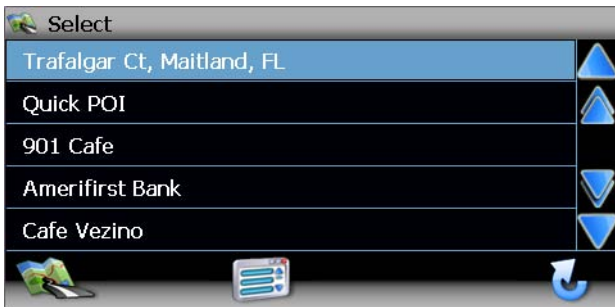 Select
Trafalgar Ct, Maitland, FL
Quick POI
901 Cafe
Amerifirst Bank
Cafe Vezino